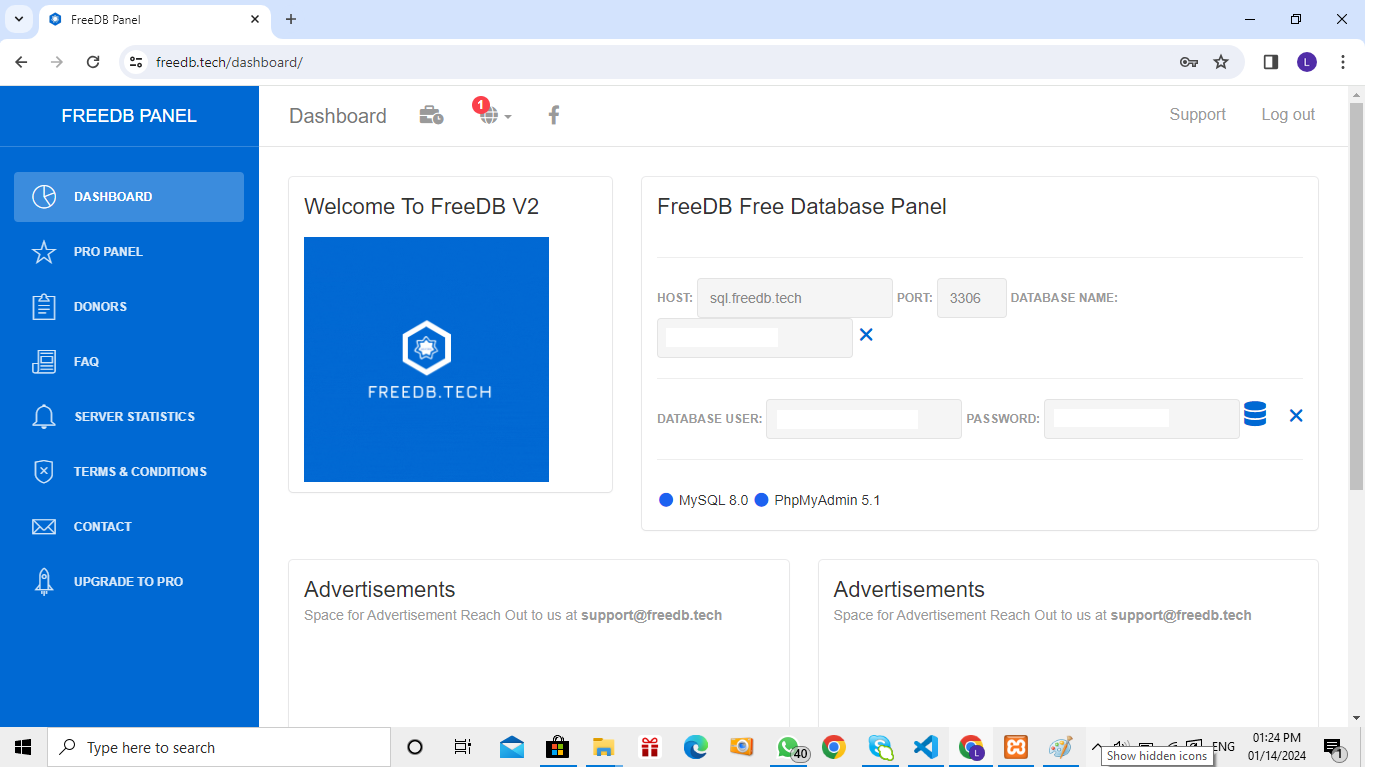 FreeDB Panel
freedb.tech/dashboard/
L
FREEDB PANEL
Dashboard
1
Support
Log out
DASHBOARD
PRO PANEL
DONORS
FAQ
SERVER STATISTICS
TERMS & CONDITIONS
CONTACT
UPGRADE TO PRO
Welcome To FreeDB V2
FREEDB.TECH
FreeDB Free Database Panel
HOST: sql.freedb.tech PORT: 3306 DATABASE NAME:
DATABASE USER: PASSWORD:
MySQL 8.0 PhpMyAdmin 5.1
Advertisements
Space for Advertisement Reach Out to us at support@freedb.tech
Advertisements
Space for Advertisement Reach Out to us at support@freedb.tech
Type here to search
40
L
ENG
01:24 PM
01/14/2024
1
Show hidden icons